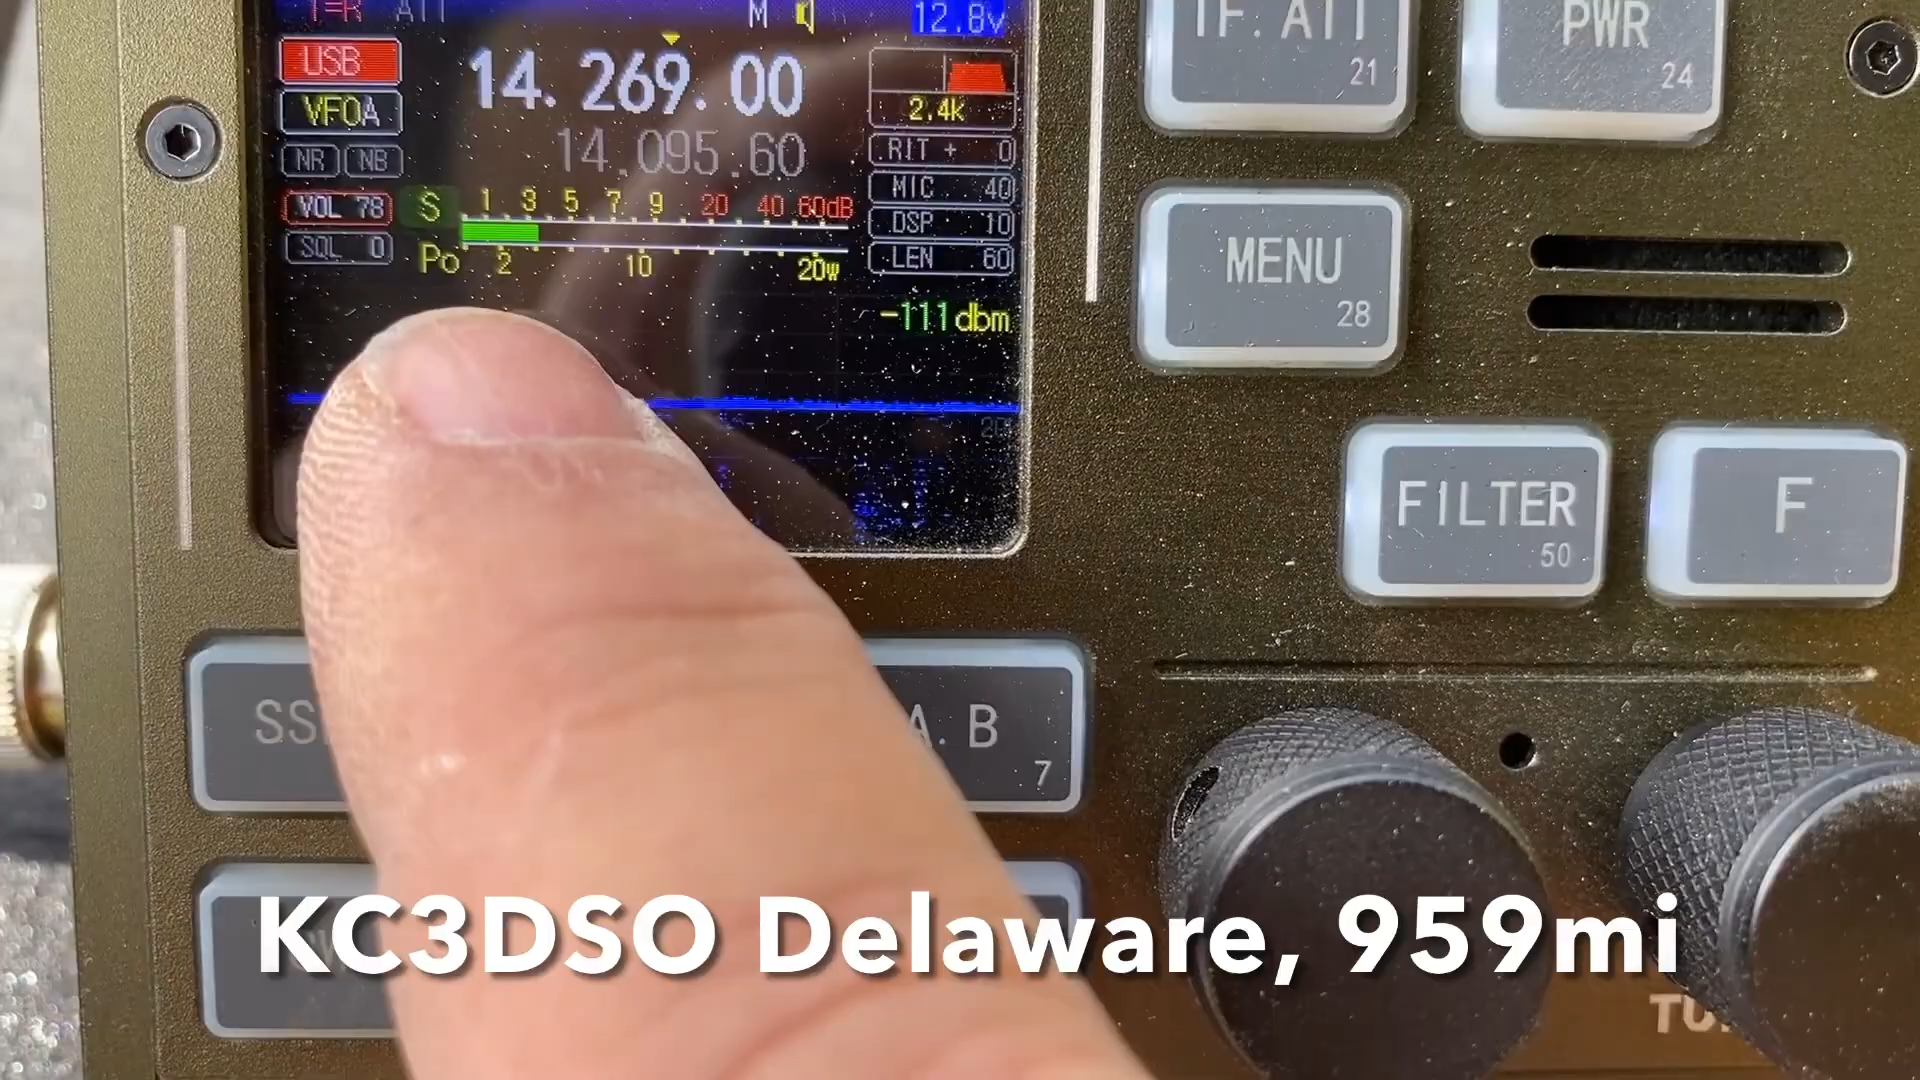 T=R ATT M 12.8v
USB 14.269.00
VFOA 14.095.60 2.4k
NR NB RIT + 0
VOL 78 S 1 3 5 7 9 20 40 60dB MIC 40
SQL 0 DSP 10
Po 2 10 20w LEN 60
-111dbm
IF.ATT 21
PWR 24
MENU 28
FILTER 50
F
A.B 7
KC3DSO Delaware, 959mi